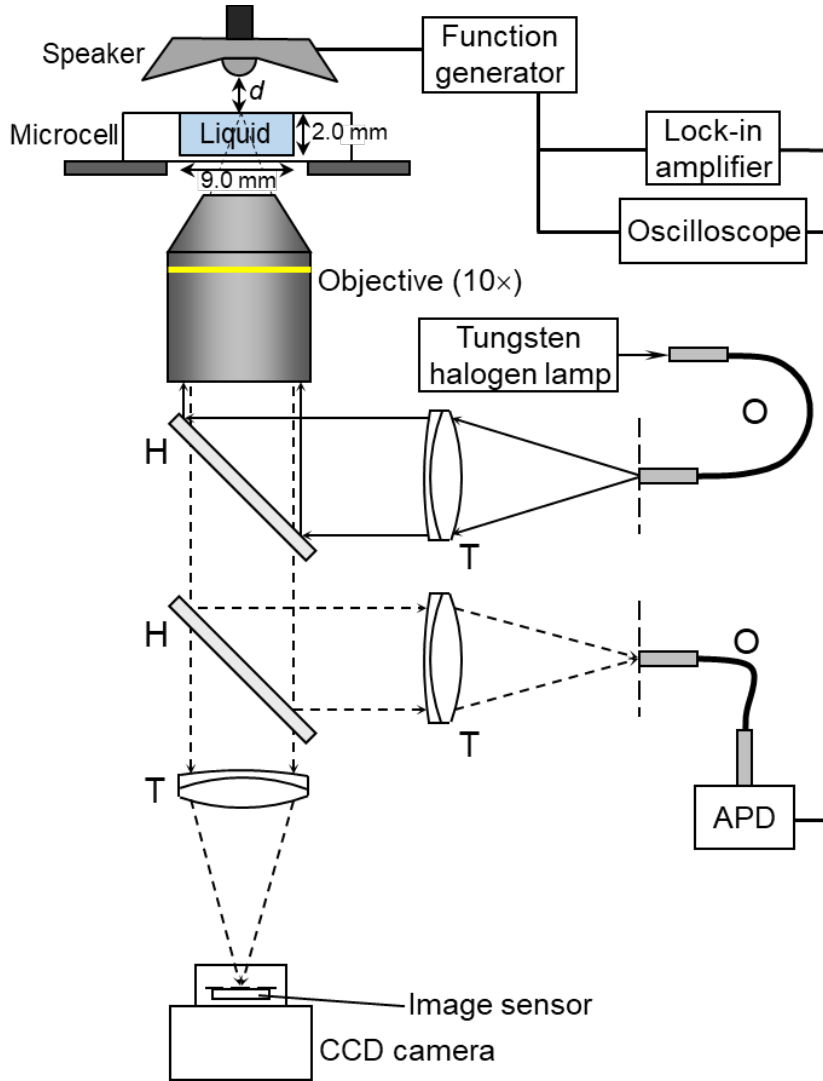 Speaker
Function
generator
d
Microcell
Liquid
2.0 mm
Lock-in
amplifier
9.0 mm
Oscilloscope
Objective (10×)
Tungsten
halogen lamp
O
H
T
H
O
T
T
APD
Image sensor
CCD camera